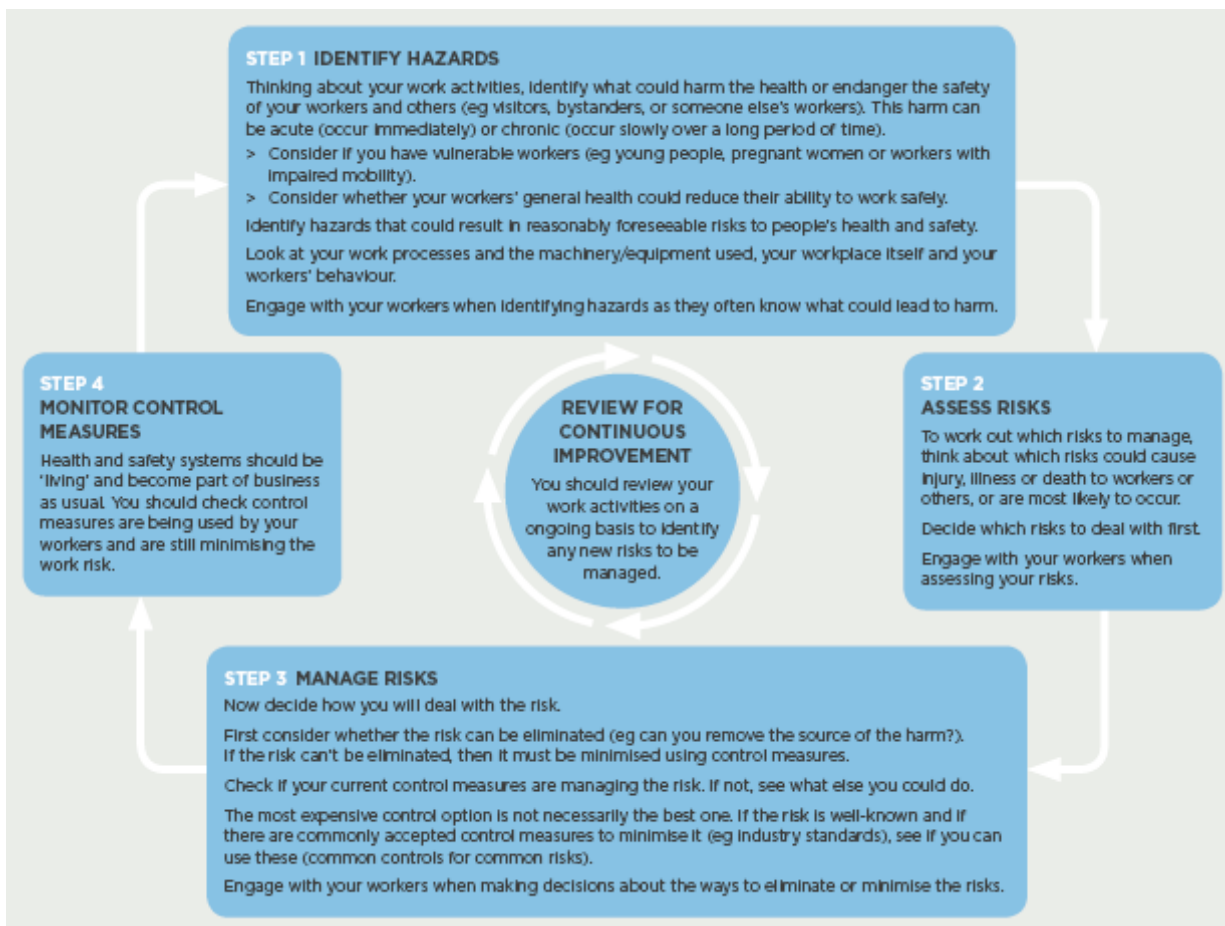 STEP 1 IDENTIFY HAZARDS
Thinking about your work activities, identify what could harm the health or endanger the safety
of your workers and others (eg visitors, bystanders, or someone else's workers). This harm can
be acute (occur immediately) or chronic (occur slowly over a long period of time).
> Consider if you have vulnerable workers (eg young people, pregnant women or workers with
impaired mobility).
> Consider whether your workers' general health could reduce their ability to work safely.
Identify hazards that could result in reasonably foreseeable risks to people's health and safety.
Look at your work processes and the machinery/equipment used, your workplace itself and your
workers' behaviour.
Engage with your workers when identifying hazards as they often know what could lead to harm.
STEP 2
ASSESS RISKS
To work out which risks to manage,
think about which risks could cause
injury, illness or death to workers or
others, or are most likely to occur.
Decide which risks to deal with first.
Engage with your workers when
assessing your risks.
STEP 3 MANAGE RISKS
Now decide how you will deal with the risk.
First consider whether the risk can be eliminated (eg can you remove the source of the harm?).
If the risk can't be eliminated, then it must be minimised using control measures.
Check if your current control measures are managing the risk. If not, see what else you could do.
The most expensive control option is not necessarily the best one. If the risk is well-known and if
there are commonly accepted control measures to minimise it (eg industry standards), see if you can
use these (common controls for common risks).
Engage with your workers when making decisions about the ways to eliminate or minimise the risks.
STEP 4
MONITOR CONTROL
MEASURES
Health and safety systems should be
'living' and become part of business
as usual. You should check control
measures are being used by your
workers and are still minimising the
work risk.
REVIEW FOR
CONTINUOUS
IMPROVEMENT
You should review your
work activities on a
ongoing basis to identify
any new risks to be
managed.